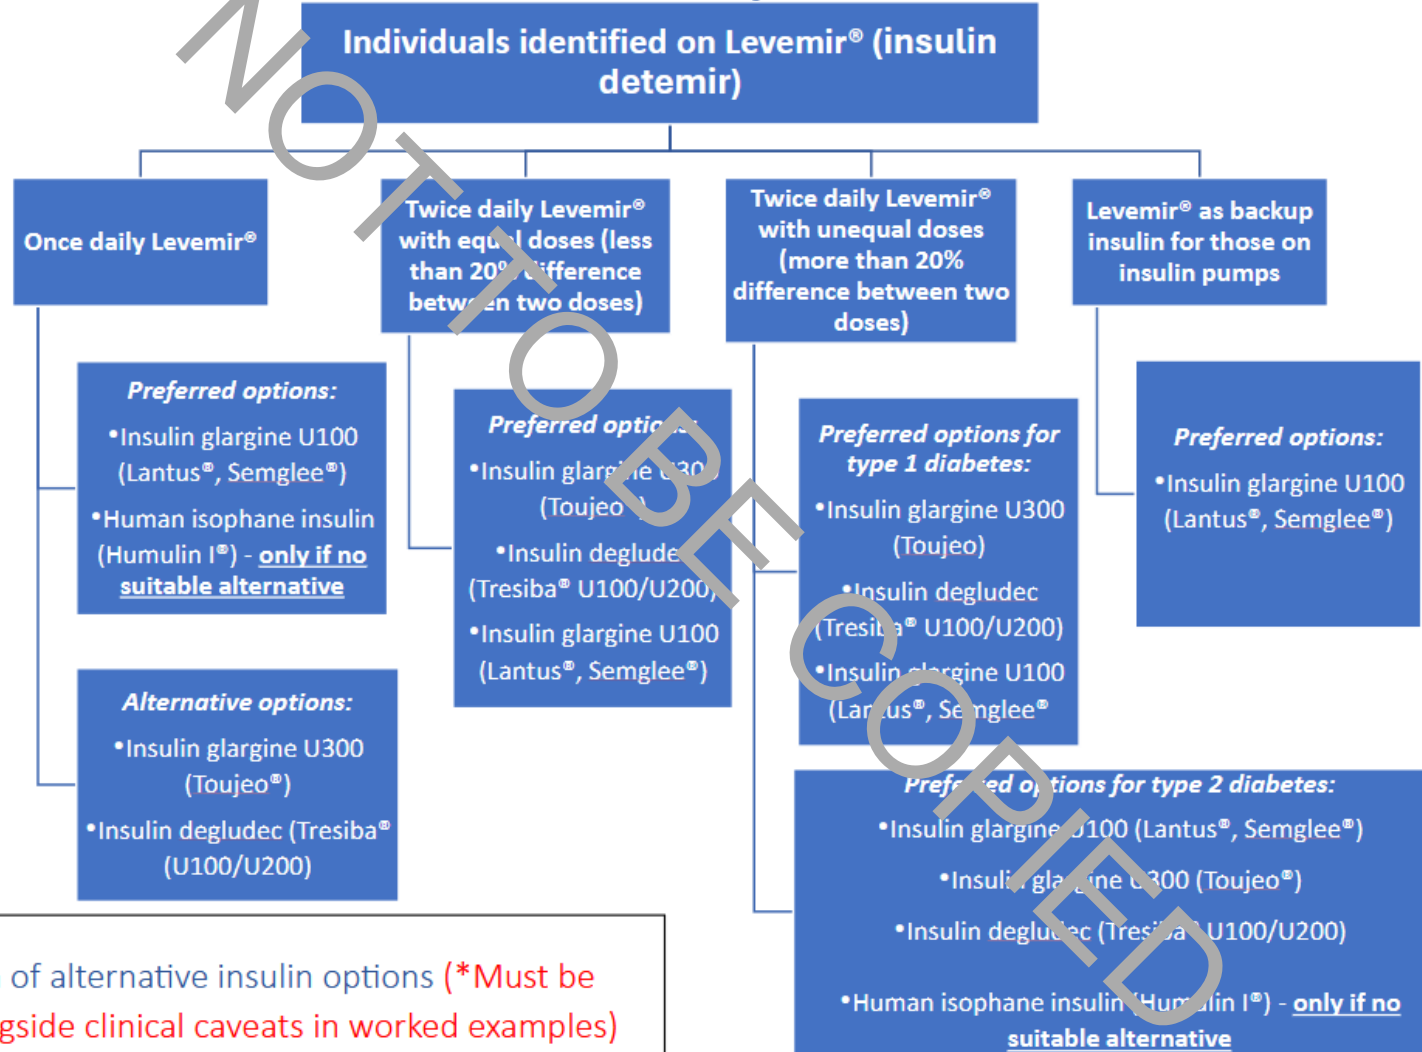 Individuals identified on Levemir® (insulin
detemir)
Once daily Levemir®
Preferred options:
•Insulin glargine U100
(Lantus®, Semglee®)
•Human isophane insulin
(Humulin I®) - only if no
suitable alternative
Alternative options:
•Insulin glargine U300
(Toujeo®)
•Insulin degludec (Tresiba®
(U100/U200)
Twice daily Levemir®
with equal doses (less
than 20% difference
between two doses)
Preferred options:
•Insulin glargine U300
(Toujeo®)
•Insulin degludec
(Tresiba® U100/U200)
•Insulin glargine U100
(Lantus®, Semglee®)
Twice daily Levemir®
with unequal doses
(more than 20%
difference between two
doses)
Preferred options for
type 1 diabetes:
•Insulin glargine U300
(Toujeo)
•Insulin degludec
(Tresiba® U100/U200)
•Insulin glargine U100
(Lantus®, Semglee®
Preferred options for type 2 diabetes:
•Insulin glargine U100 (Lantus®, Semglee®)
•Insulin glargine U300 (Toujeo®)
•Insulin degludec (Tresiba® U100/U200)
•Human isophane insulin (Humulin I®) - only if no
suitable alternative
Levemir® as backup
insulin for those on
insulin pumps
Preferred options:
•Insulin glargine U100
(Lantus®, Semglee®)
of alternative insulin options (*Must be
gside clinical caveats in worked examples)
NOT TO BE COPIED